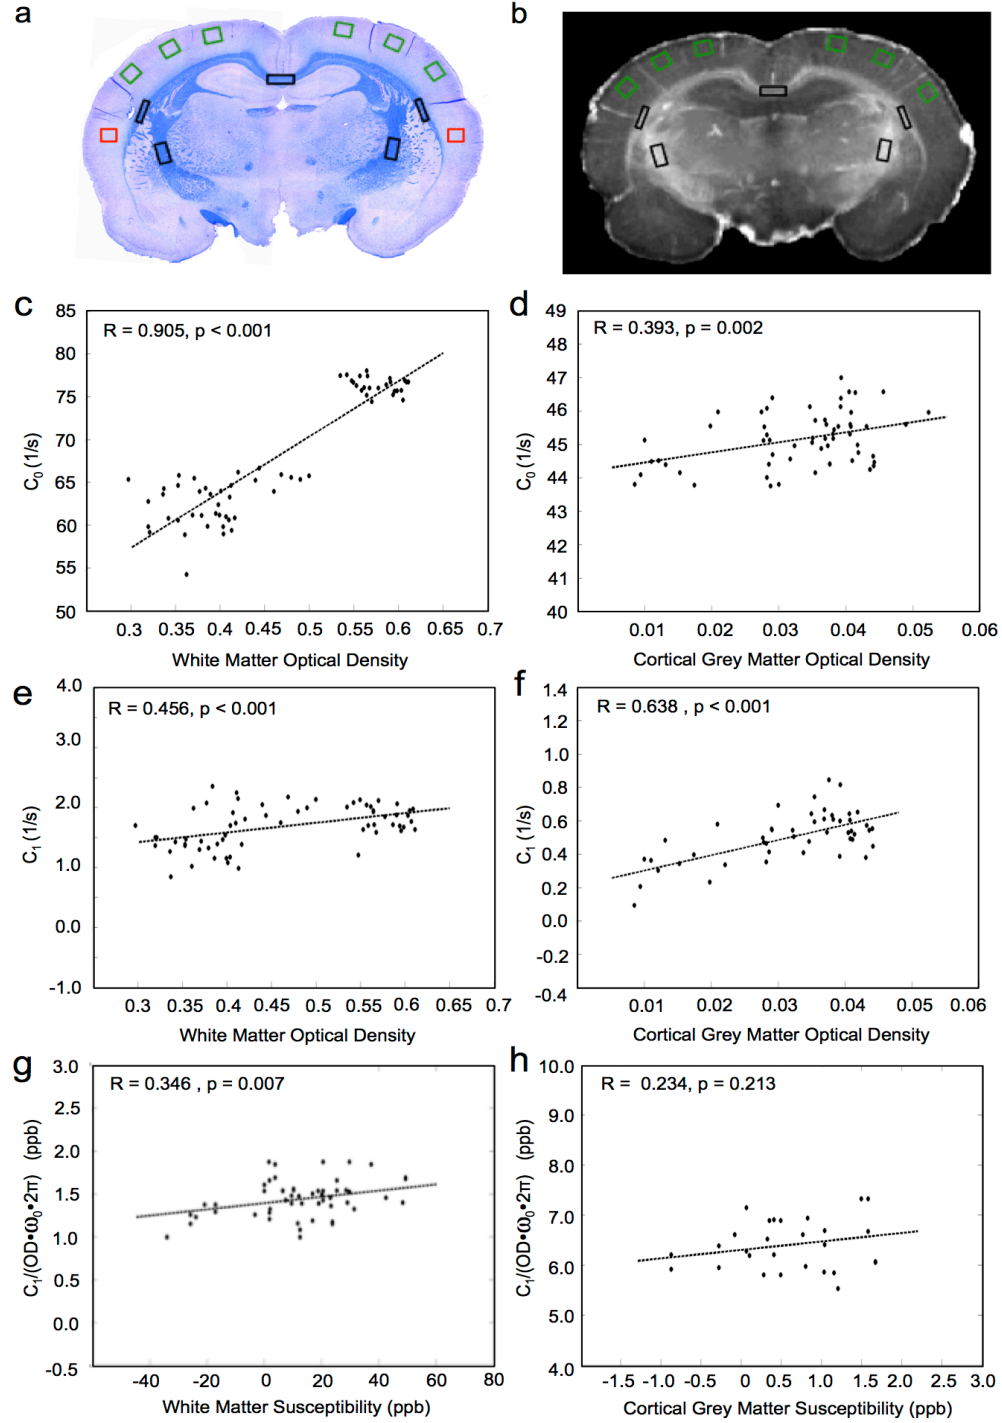 a
b
c
85
80
75
70
65
60
55
50
C0 (1/s)
R = 0.905, p < 0.001
0.3 0.35 0.4 0.45 0.5 0.55 0.6 0.65 0.7
White Matter Optical Density
d
49
48
47
46
45
44
43
42
41
40
C0 (1/s)
R = 0.393, p = 0.002
0.01 0.02 0.03 0.04 0.05 0.06
Cortical Grey Matter Optical Density
e
4.0
3.0
2.0
1.0
0.0
-1.0
C1 (1/s)
R = 0.456, p < 0.001
0.3 0.35 0.4 0.45 0.5 0.55 0.6 0.65 0.7
White Matter Optical Density
f
1.4
1.2
1.0
0.8
0.6
0.4
0.2
0.0
-0.2
-0.4
C1 (1/s)
R = 0.638 , p < 0.001
0.01 0.02 0.03 0.04 0.05 0.06
Cortical Grey Matter Optical Density
g
3.0
2.5
2.0
1.5
1.0
0.5
0.0
-0.5
C1/(OD•ω0•2π) (ppb)
R = 0.346 , p = 0.007
-40 -20 0 20 40 60 80
White Matter Susceptibility (ppb)
h
10.0
9.0
8.0
7.0
6.0
5.0
4.0
C1/(OD•ω0•2π) (ppb)
R = 0.234, p = 0.213
-1.5 -1.0 -0.5 0 0.5 1.0 1.5 2.0 2.5 3.0
Cortical Grey Matter Susceptibility (ppb)